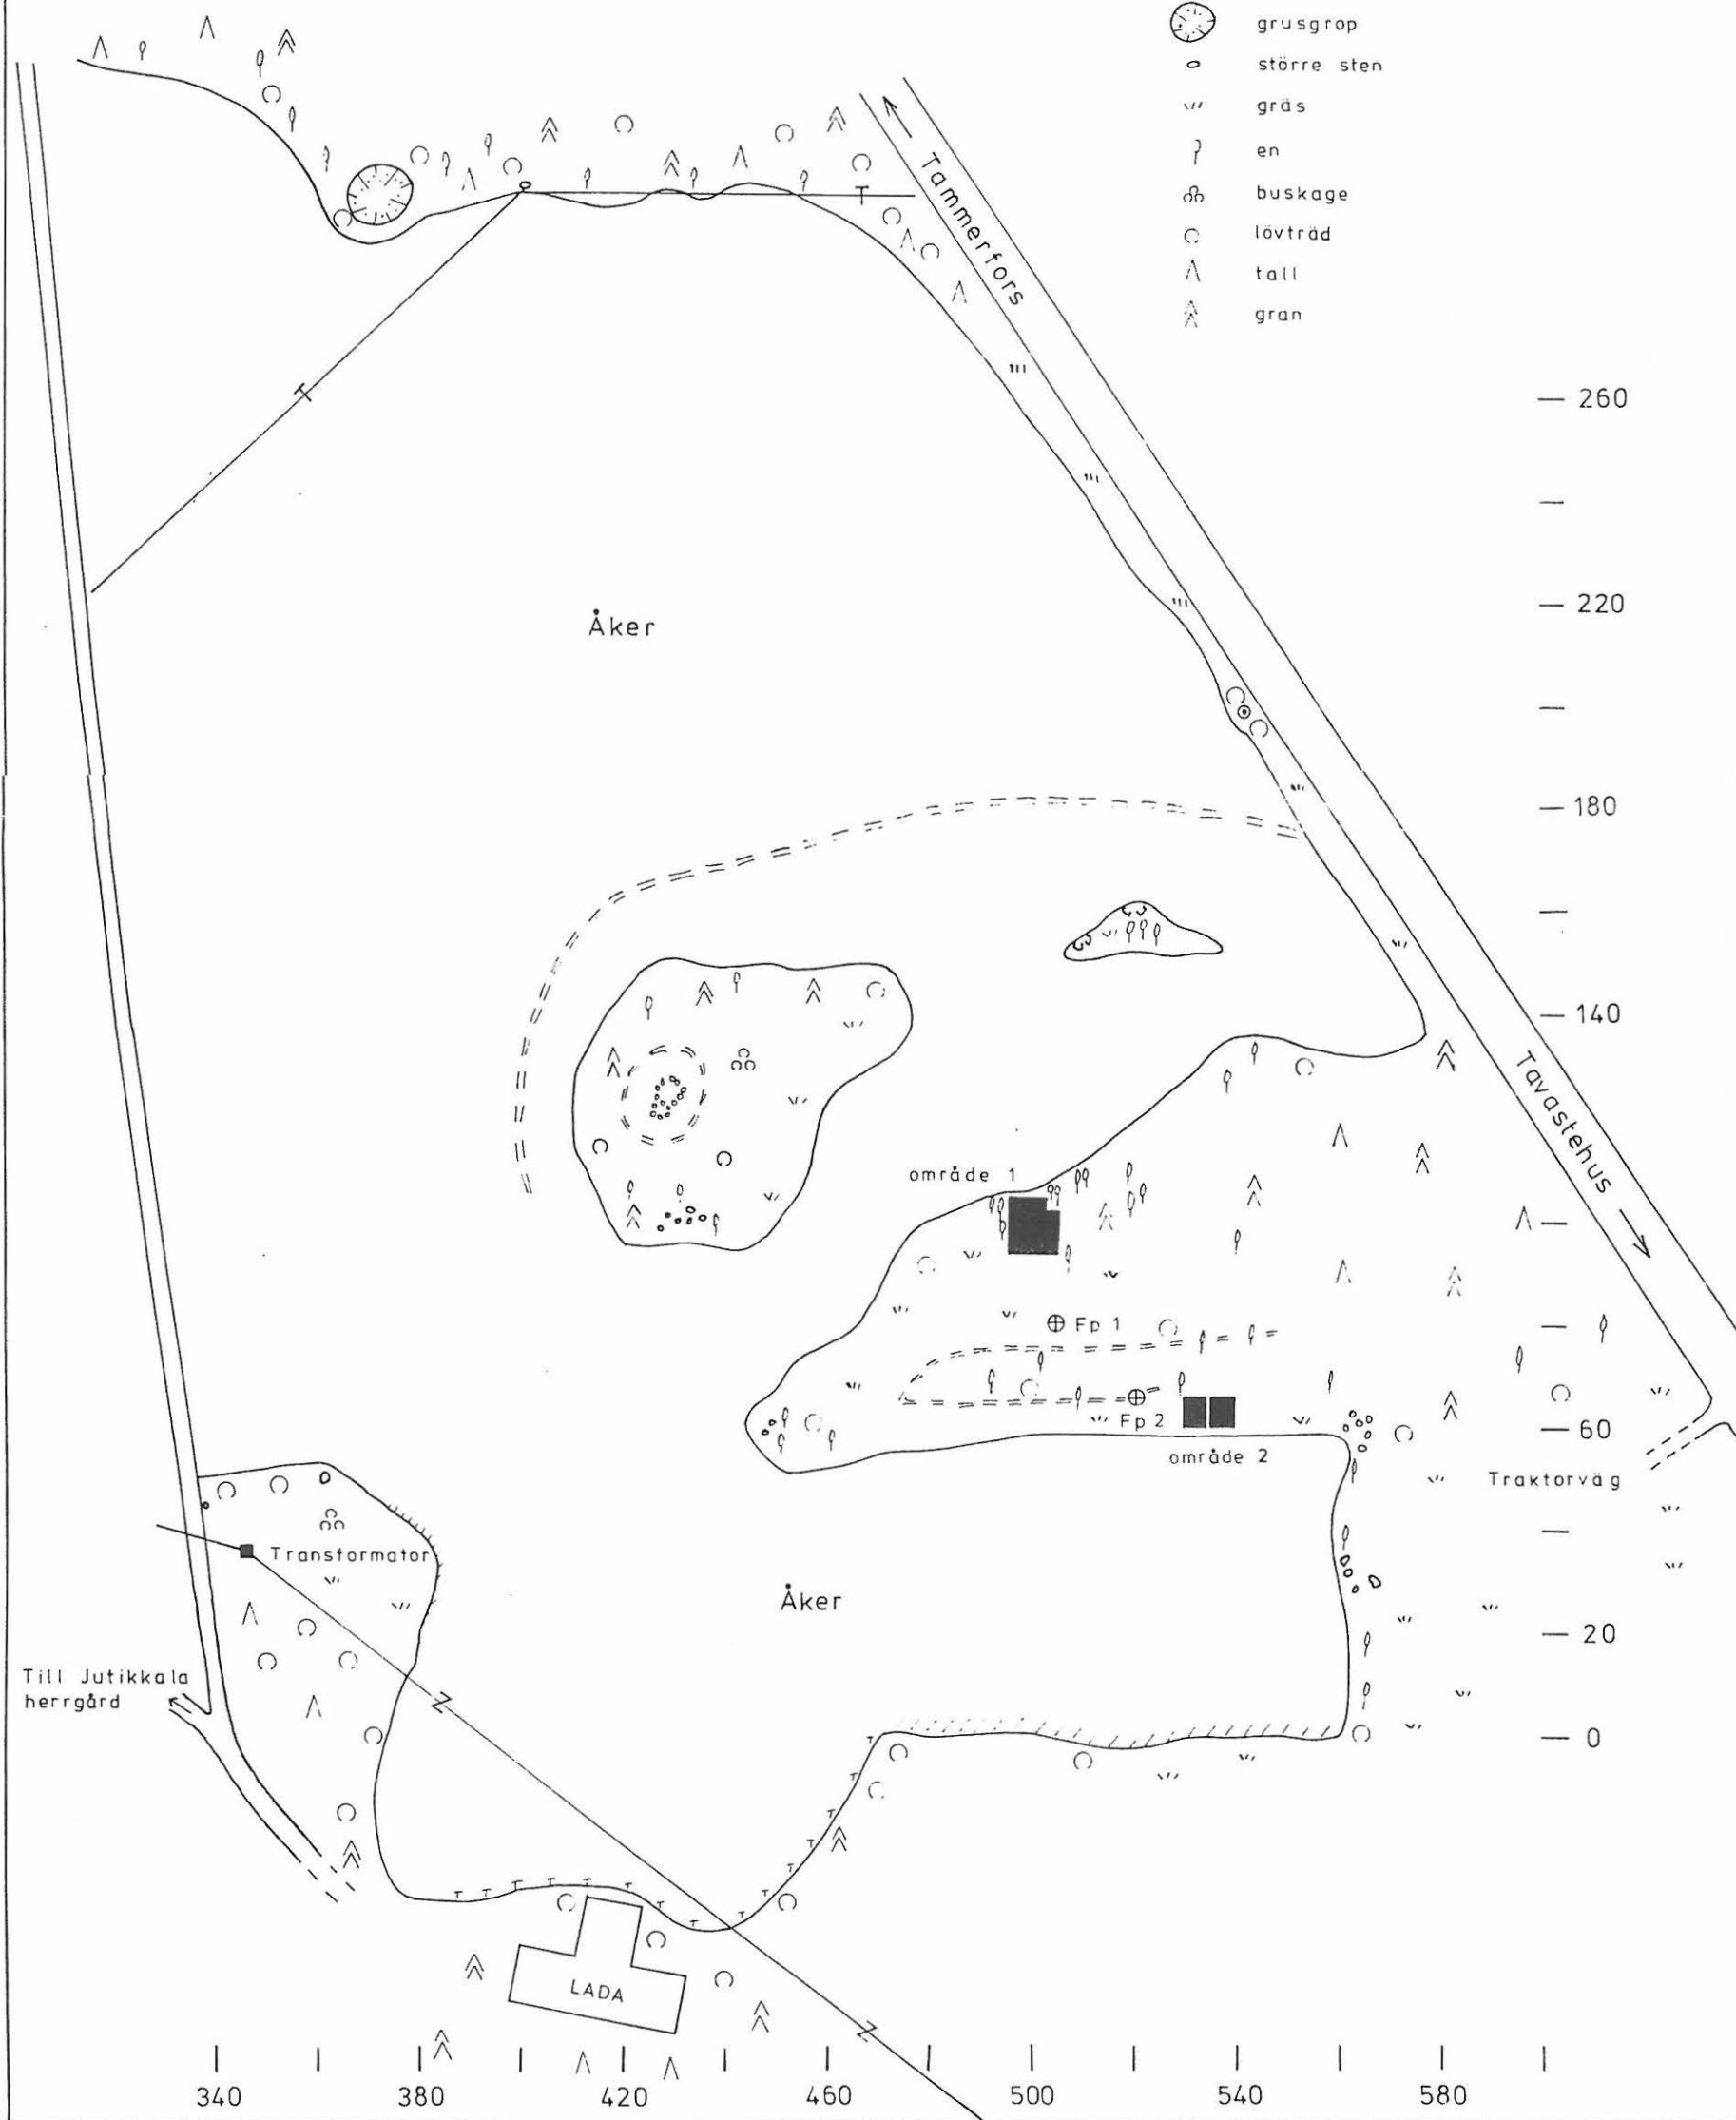 grusgrop
större sten
gräs
en
buskage
lövträd
tall
gran
Tammerfors
260
220
Åker
180
140
Tavastehus
område 1
Fp 1
Fp 2
60
område 2
Traktorväg
Transformator
Åker
20
Till Jutikkala
herrgård
0
LADA
340 380 420 460 500 540 580